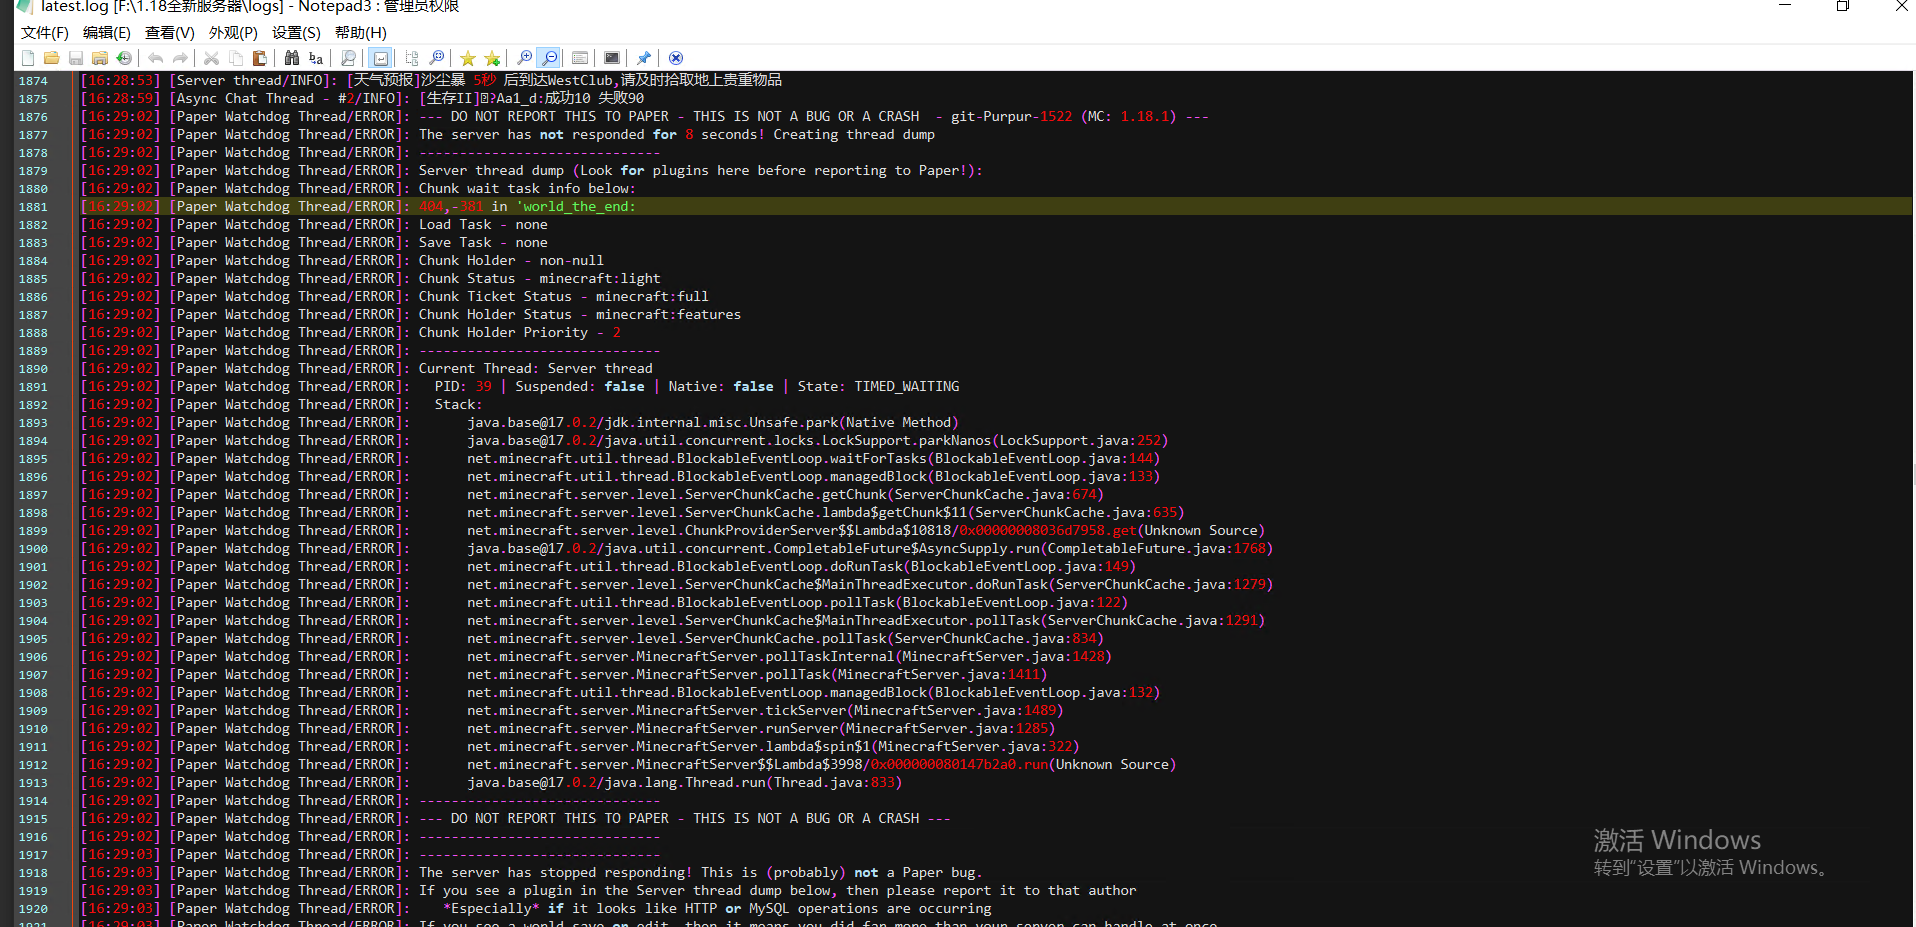 latest.log [F:\1.18全新服务器\logs] - Notepad3 : 管理员权限
文件(F) 编辑(E) 查看(V) 外观(P) 设置(S) 帮助(H)
1874 [16:28:53] [Server thread/INFO]: [天气预报]沙尘暴 5秒 后到达WestClub,请及时拾取地上贵重物品
1875 [16:28:59] [Async Chat Thread - #2/INFO]: [生存II]?Aa1_d:成功10 失败90
1876 [16:29:02] [Paper Watchdog Thread/ERROR]: --- DO NOT REPORT THIS TO PAPER - THIS IS NOT A BUG OR A CRASH  - git-Purpur-1522 (MC: 1.18.1) ---
1877 [16:29:02] [Paper Watchdog Thread/ERROR]: The server has not responded for 8 seconds! Creating thread dump
1878 [16:29:02] [Paper Watchdog Thread/ERROR]: ------------------------------
1879 [16:29:02] [Paper Watchdog Thread/ERROR]: Server thread dump (Look for plugins here before reporting to Paper!):
1880 [16:29:02] [Paper Watchdog Thread/ERROR]: Chunk wait task info below:
1881 [16:29:02] [Paper Watchdog Thread/ERROR]: 404,-381 in 'world_the_end:
1882 [16:29:02] [Paper Watchdog Thread/ERROR]: Load Task - none
1883 [16:29:02] [Paper Watchdog Thread/ERROR]: Save Task - none
1884 [16:29:02] [Paper Watchdog Thread/ERROR]: Chunk Holder - non-null
1885 [16:29:02] [Paper Watchdog Thread/ERROR]: Chunk Status - minecraft:light
1886 [16:29:02] [Paper Watchdog Thread/ERROR]: Chunk Ticket Status - minecraft:full
1887 [16:29:02] [Paper Watchdog Thread/ERROR]: Chunk Holder Status - minecraft:features
1888 [16:29:02] [Paper Watchdog Thread/ERROR]: Chunk Holder Priority - 2
1889 [16:29:02] [Paper Watchdog Thread/ERROR]: ------------------------------
1890 [16:29:02] [Paper Watchdog Thread/ERROR]: Current Thread: Server thread
1891 [16:29:02] [Paper Watchdog Thread/ERROR]:   PID: 39 | Suspended: false | Native: false | State: TIMED_WAITING
1892 [16:29:02] [Paper Watchdog Thread/ERROR]:   Stack:
1893 [16:29:02] [Paper Watchdog Thread/ERROR]:       java.base@17.0.2/jdk.internal.misc.Unsafe.park(Native Method)
1894 [16:29:02] [Paper Watchdog Thread/ERROR]:       java.base@17.0.2/java.util.concurrent.locks.LockSupport.parkNanos(LockSupport.java:252)
1895 [16:29:02] [Paper Watchdog Thread/ERROR]:       net.minecraft.util.thread.BlockableEventLoop.waitForTasks(BlockableEventLoop.java:144)
1896 [16:29:02] [Paper Watchdog Thread/ERROR]:       net.minecraft.util.thread.BlockableEventLoop.managedBlock(BlockableEventLoop.java:133)
1897 [16:29:02] [Paper Watchdog Thread/ERROR]:       net.minecraft.server.level.ServerChunkCache.getChunk(ServerChunkCache.java:674)
1898 [16:29:02] [Paper Watchdog Thread/ERROR]:       net.minecraft.server.level.ServerChunkCache.lambda$getChunk$11(ServerChunkCache.java:635)
1899 [16:29:02] [Paper Watchdog Thread/ERROR]:       net.minecraft.server.level.ChunkProviderServer$$Lambda$10818/0x00000008036d7958.get(Unknown Source)
1900 [16:29:02] [Paper Watchdog Thread/ERROR]:       java.base@17.0.2/java.util.concurrent.CompletableFuture$AsyncSupply.run(CompletableFuture.java:1768)
1901 [16:29:02] [Paper Watchdog Thread/ERROR]:       net.minecraft.util.thread.BlockableEventLoop.doRunTask(BlockableEventLoop.java:149)
1902 [16:29:02] [Paper Watchdog Thread/ERROR]:       net.minecraft.server.level.ServerChunkCache$MainThreadExecutor.doRunTask(ServerChunkCache.java:1279)
1903 [16:29:02] [Paper Watchdog Thread/ERROR]:       net.minecraft.util.thread.BlockableEventLoop.pollTask(BlockableEventLoop.java:122)
1904 [16:29:02] [Paper Watchdog Thread/ERROR]:       net.minecraft.server.level.ServerChunkCache$MainThreadExecutor.pollTask(ServerChunkCache.java:1291)
1905 [16:29:02] [Paper Watchdog Thread/ERROR]:       net.minecraft.server.level.ServerChunkCache.pollTask(ServerChunkCache.java:834)
1906 [16:29:02] [Paper Watchdog Thread/ERROR]:       net.minecraft.server.MinecraftServer.pollTaskInternal(MinecraftServer.java:1428)
1907 [16:29:02] [Paper Watchdog Thread/ERROR]:       net.minecraft.server.MinecraftServer.pollTask(MinecraftServer.java:1411)
1908 [16:29:02] [Paper Watchdog Thread/ERROR]:       net.minecraft.util.thread.BlockableEventLoop.managedBlock(BlockableEventLoop.java:132)
1909 [16:29:02] [Paper Watchdog Thread/ERROR]:       net.minecraft.server.MinecraftServer.tickServer(MinecraftServer.java:1489)
1910 [16:29:02] [Paper Watchdog Thread/ERROR]:       net.minecraft.server.MinecraftServer.runServer(MinecraftServer.java:1285)
1911 [16:29:02] [Paper Watchdog Thread/ERROR]:       net.minecraft.server.MinecraftServer.lambda$spin$1(MinecraftServer.java:322)
1912 [16:29:02] [Paper Watchdog Thread/ERROR]:       net.minecraft.server.MinecraftServer$$Lambda$3998/0x000000080147b2a0.run(Unknown Source)
1913 [16:29:02] [Paper Watchdog Thread/ERROR]:       java.base@17.0.2/java.lang.Thread.run(Thread.java:833)
1914 [16:29:02] [Paper Watchdog Thread/ERROR]: ------------------------------
1915 [16:29:02] [Paper Watchdog Thread/ERROR]: --- DO NOT REPORT THIS TO PAPER - THIS IS NOT A BUG OR A CRASH ---
1916 [16:29:02] [Paper Watchdog Thread/ERROR]: ------------------------------
1917 [16:29:03] [Paper Watchdog Thread/ERROR]: ------------------------------
1918 [16:29:03] [Paper Watchdog Thread/ERROR]: The server has stopped responding! This is (probably) not a Paper bug.
1919 [16:29:03] [Paper Watchdog Thread/ERROR]: If you see a plugin in the Server thread dump below, then please report it to that author
1920 [16:29:03] [Paper Watchdog Thread/ERROR]:   *Especially* if it looks like HTTP or MySQL operations are occurring
1921 [16:29:03] [Paper Watchdog Thread/ERROR]: If you see a world save or edit, then it means you did far more than your server can handle at once
激活 Windows
转到“设置”以激活 Windows。